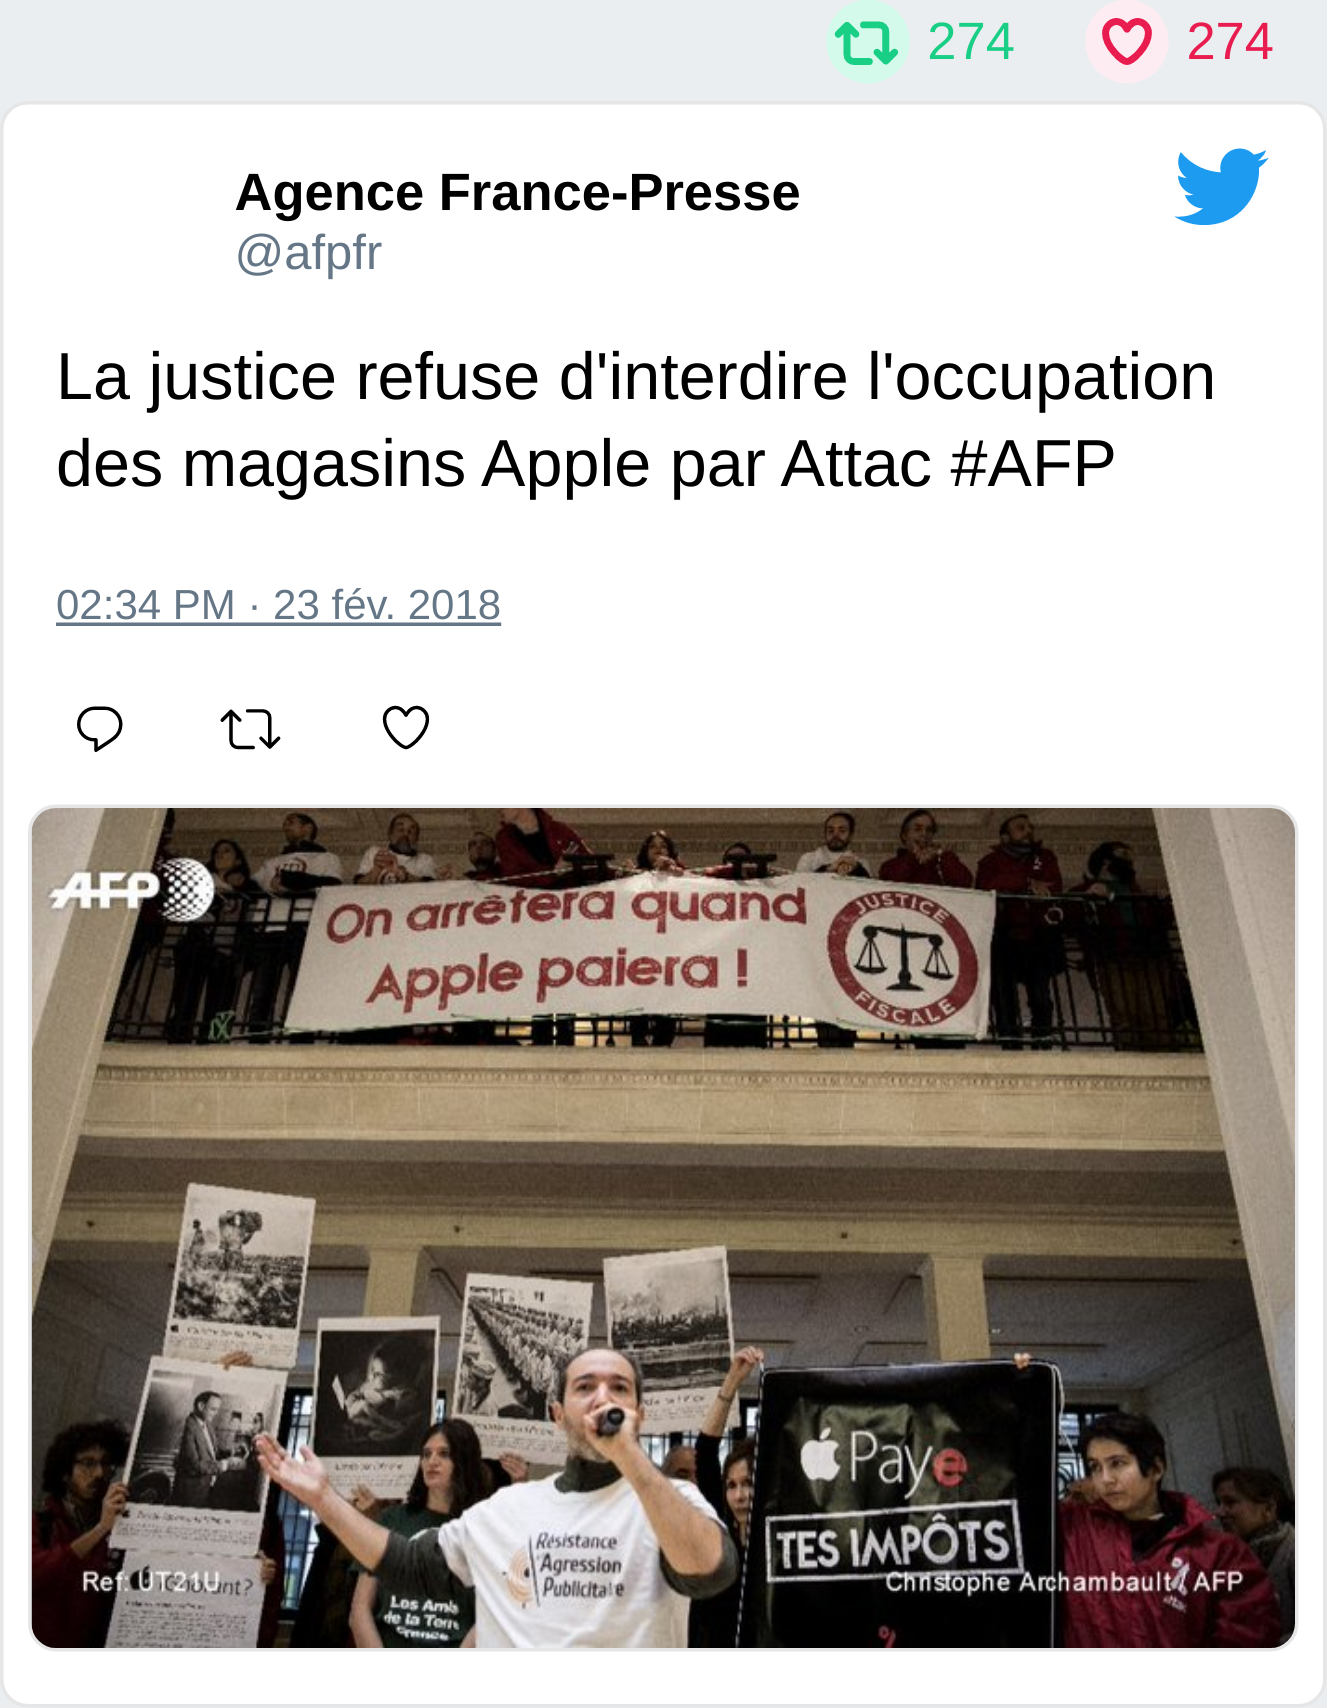 274 274
Agence France-Presse
@afpfr
La justice refuse d'interdire l'occupation
des magasins Apple par Attac #AFP
02:34 PM · 23 fév. 2018
AFP
On arrêtera quand
Apple paiera !
JUSTICE
FISCALE
Paye
TES IMPÔTS
Résistance
Agression
Publicitaire
Les Amis
de la Terre
France
Ref: UT21U
Christophe Archambault / AFP